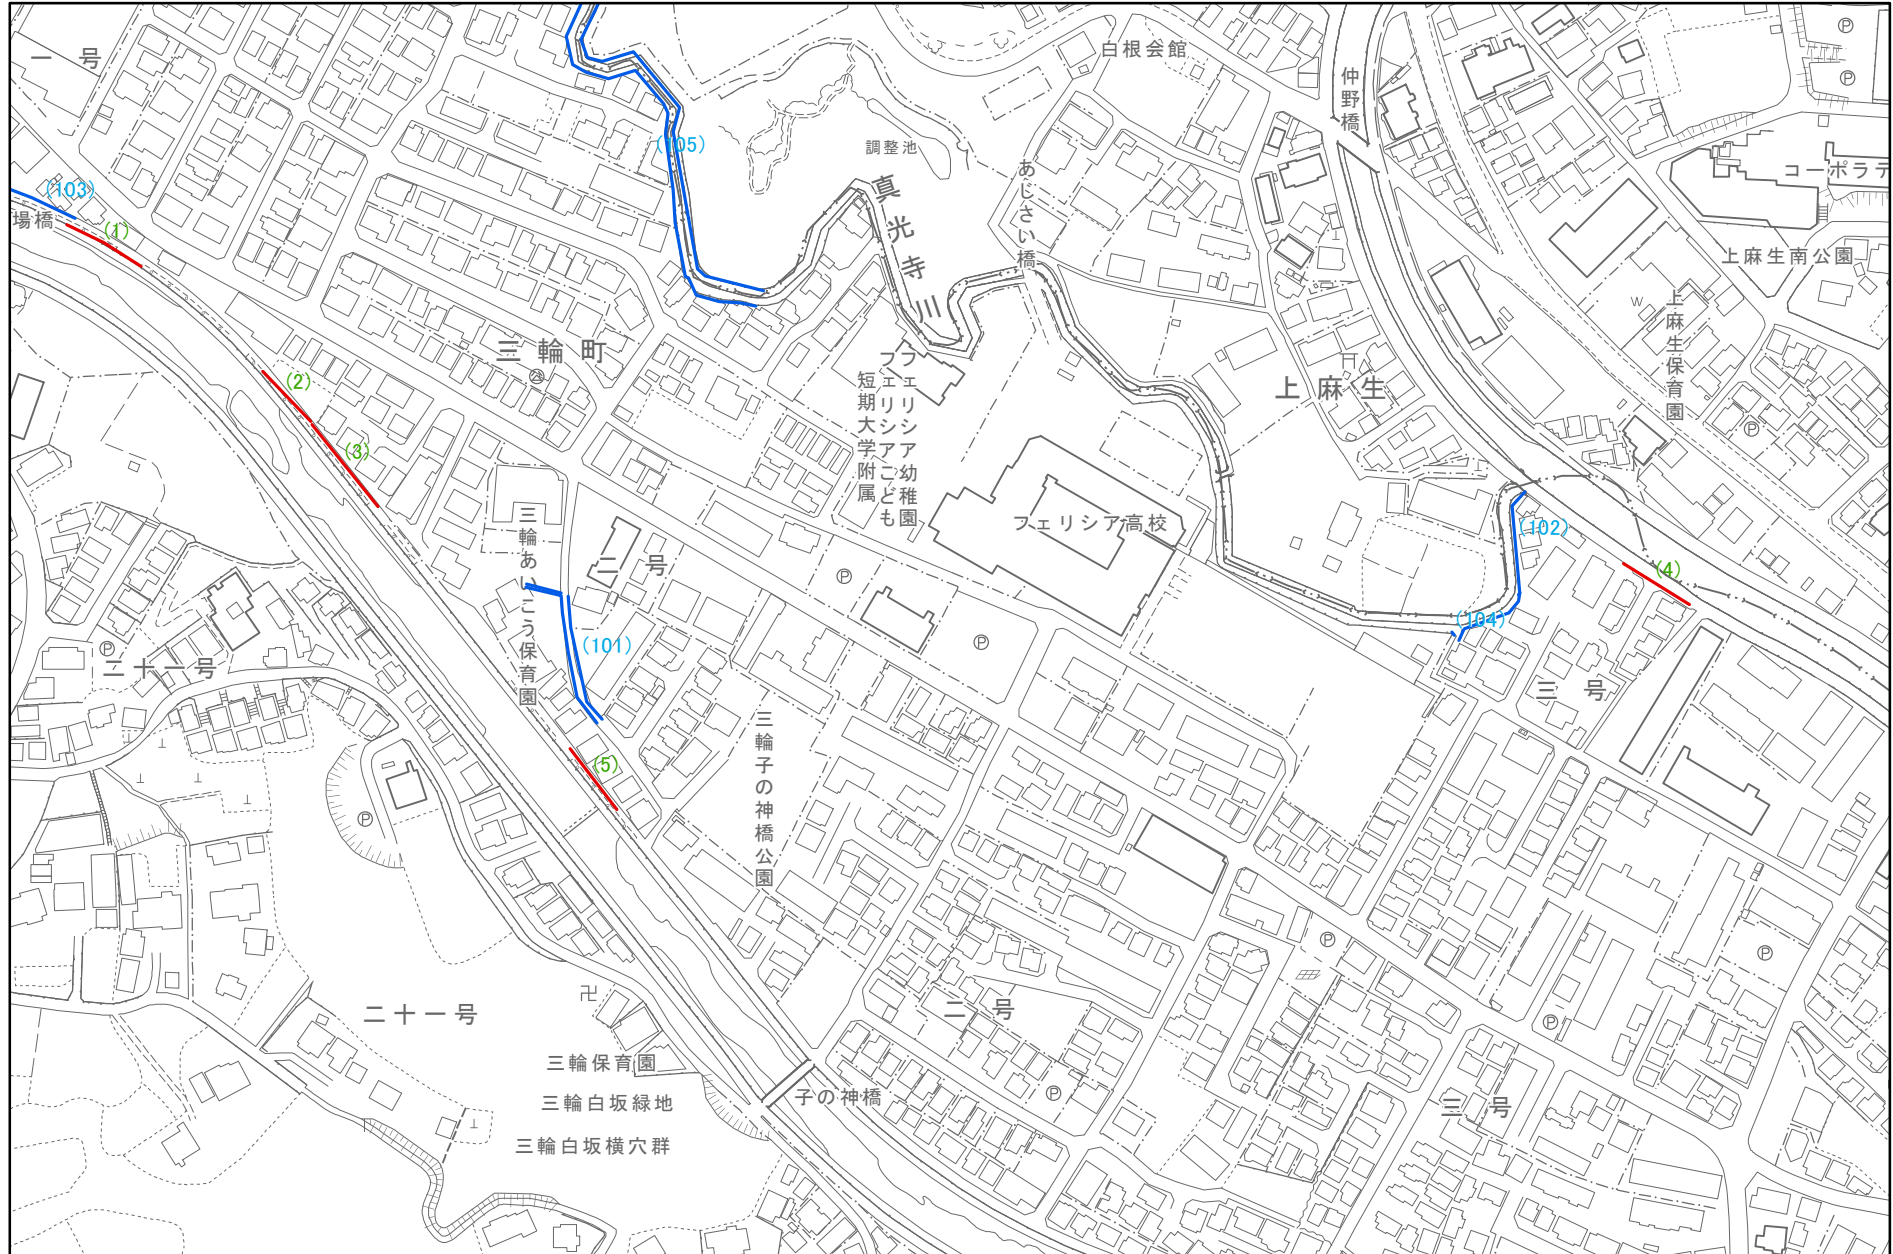 一号
白根会館
仲野橋
Ⓟ
Ⓟ
(105)
調整池
あじさい橋
コーポラテ
(103)
場橋
(1)
真光寺川
上麻生南公園
上麻生保育園
W
三輪町
(2)
フェリシア幼稚園
フェリシアこども
短期大学附属
上麻生
Ⓟ
(3)
三輪あいこう保育園
フェリシア高校
(102)
二号
Ⓟ
(4)
(101)
Ⓟ
(104)
Ⓟ
二十一号
三号
三輪子の神橋公園
(5)
Ⓟ
Ⓟ
Ⓟ
二十一号
二号
Ⓟ
三輪保育園
子の神橋
Ⓟ
三輪白坂緑地
三号
三輪白坂横穴群